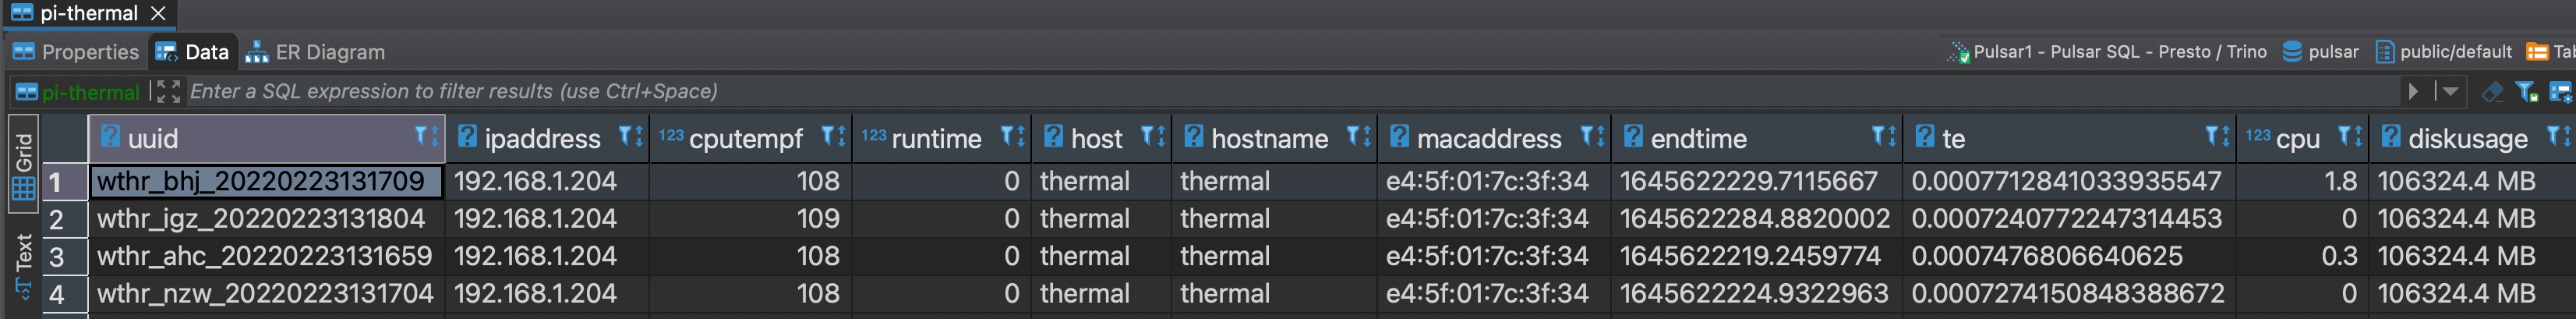 pi-thermal
Properties Data ER Diagram Pulsar1 - Pulsar SQL - Presto / Trino pulsar public/default Tab
pi-thermal Enter a SQL expression to filter results (use Ctrl+Space)
Grid
Text
uuid ipaddress 123 cputempf 123 runtime host hostname macaddress endtime te 123 cpu diskusage
1 wthr_bhj_20220223131709 192.168.1.204 108 0 thermal thermal e4:5f:01:7c:3f:34 1645622229.7115667 0.0007712841033935547 1.8 106324.4 MB
2 wthr_igz_20220223131804 192.168.1.204 109 0 thermal thermal e4:5f:01:7c:3f:34 1645622284.8820002 0.0007240772247314453 0 106324.4 MB
3 wthr_ahc_20220223131659 192.168.1.204 108 0 thermal thermal e4:5f:01:7c:3f:34 1645622219.2459774 0.0007476806640625 0.3 106324.4 MB
4 wthr_nzw_20220223131704 192.168.1.204 108 0 thermal thermal e4:5f:01:7c:3f:34 1645622224.9322963 0.0007274150848388672 0 106324.4 MB